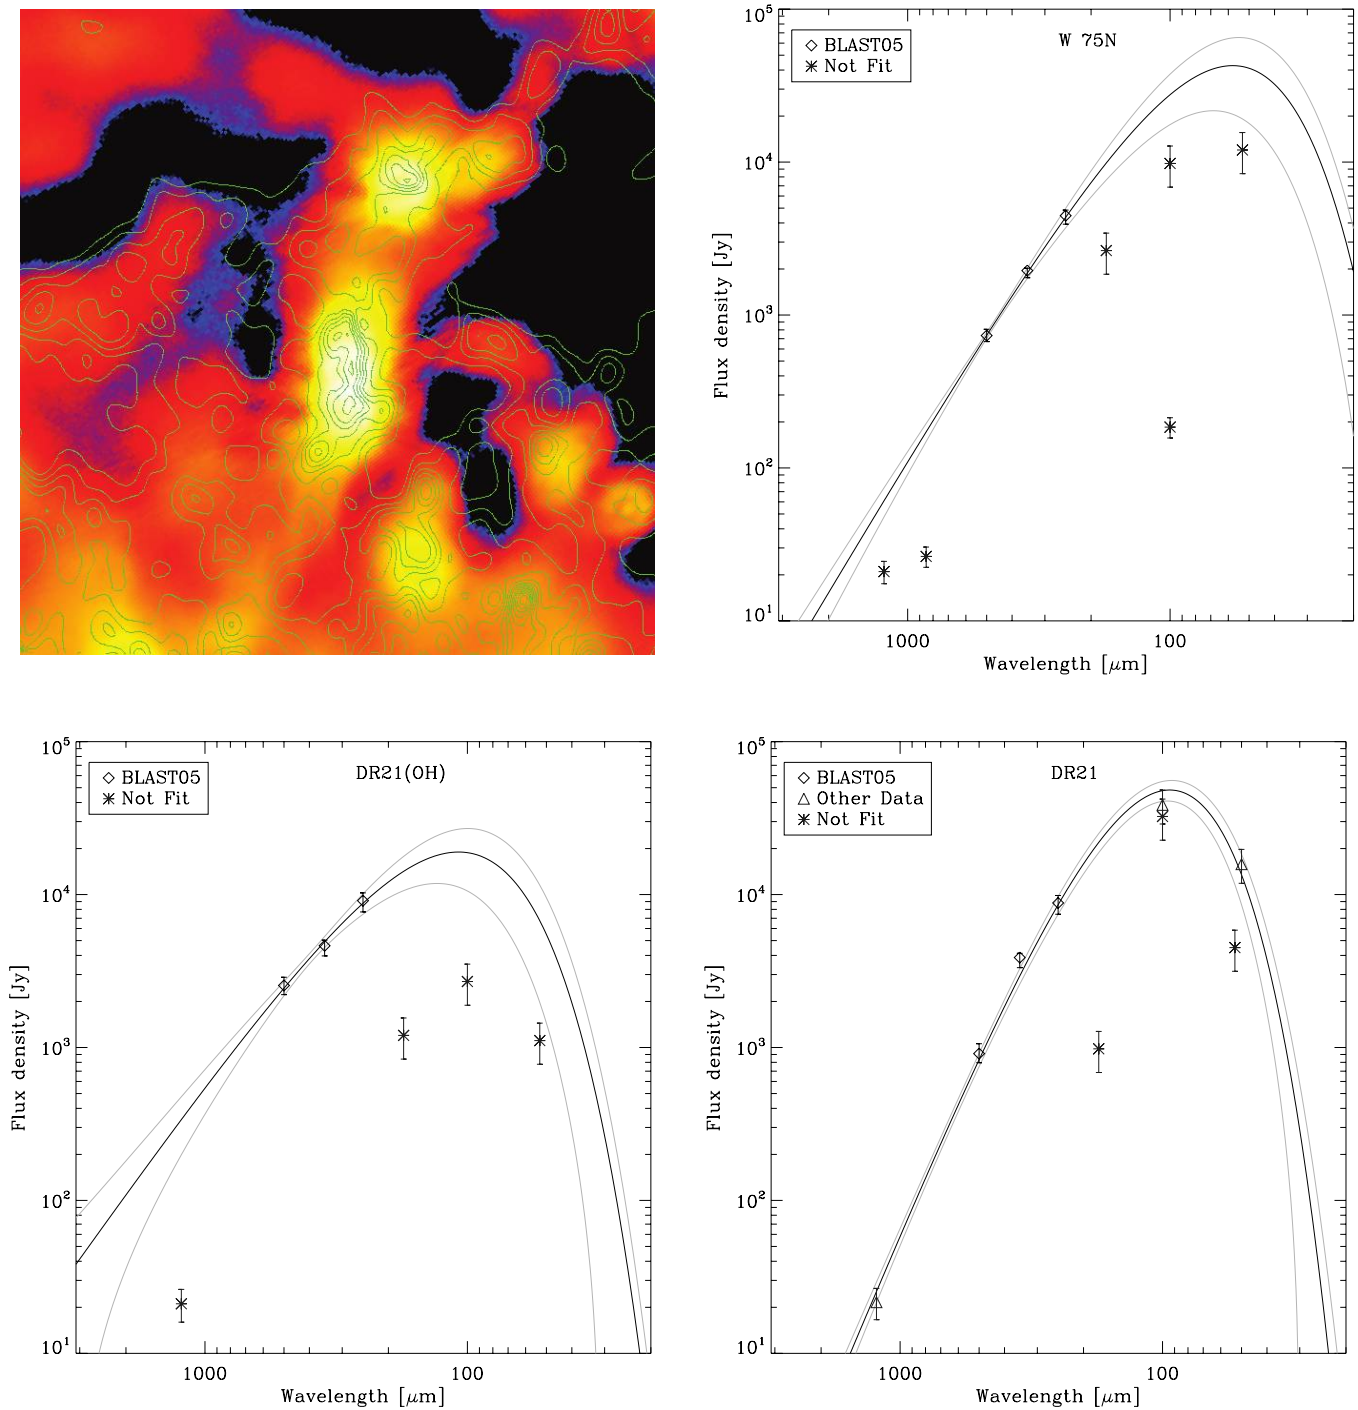 BLAST05
Not Fit
W 75N
10^5
10^4
10^3
10^2
10^1
Flux density [Jy]
1000
100
Wavelength [μm]
BLAST05
Not Fit
DR21(OH)
10^5
10^4
10^3
10^2
10^1
Flux density [Jy]
1000
100
Wavelength [μm]
BLAST05
Other Data
Not Fit
DR21
10^5
10^4
10^3
10^2
10^1
Flux density [Jy]
1000
100
Wavelength [μm]